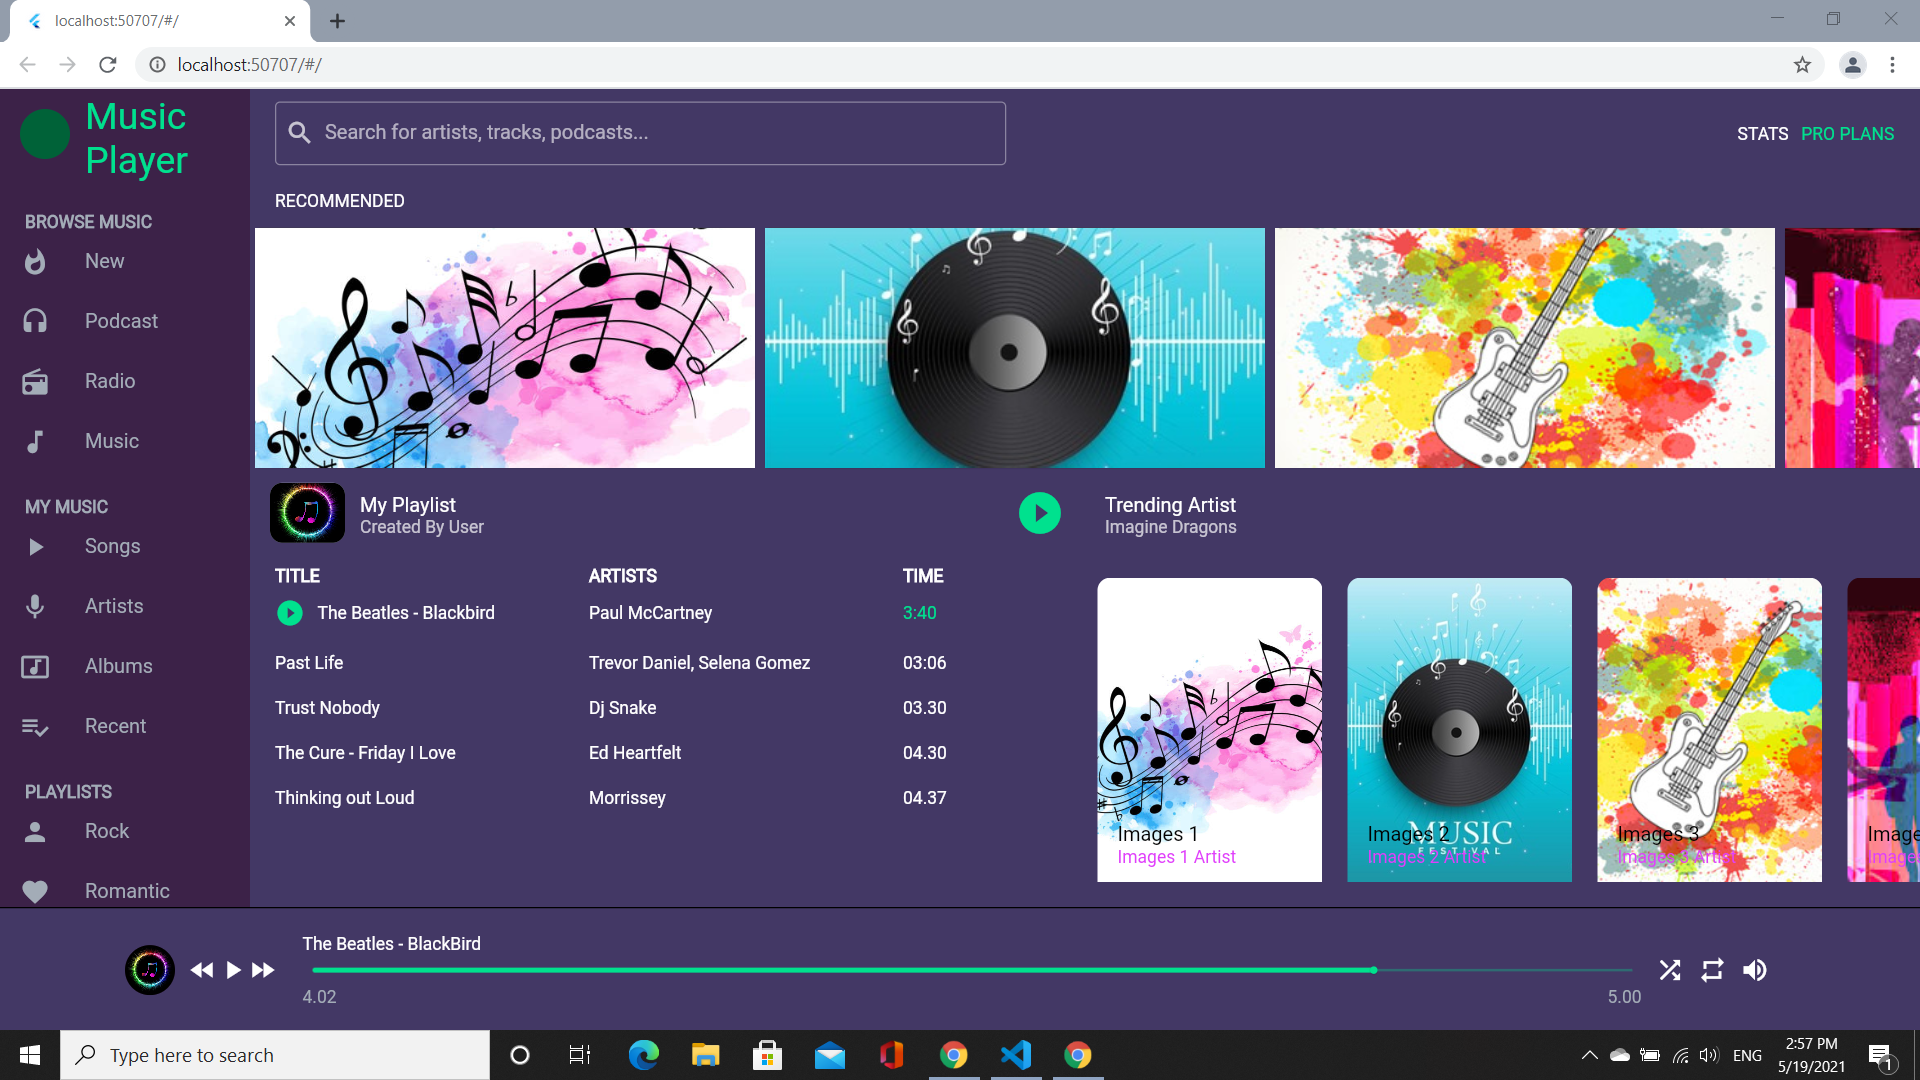 localhost:50707/#/
localhost:50707/#/
Music
Player
BROWSE MUSIC
New
Podcast
Radio
Music
MY MUSIC
Songs
Artists
Albums
Recent
PLAYLISTS
Rock
Romantic
Search for artists, tracks, podcasts...
STATS PRO PLANS
RECOMMENDED
My Playlist
Created By User
TITLE ARTISTS TIME
The Beatles - Blackbird Paul McCartney 3:40
Past Life Trevor Daniel, Selena Gomez 03:06
Trust Nobody Dj Snake 03.30
The Cure - Friday I Love Ed Heartfelt 04.30
Thinking out Loud Morrissey 04.37
Trending Artist
Imagine Dragons
Images 1
Images 1 Artist
MUSIC
FESTIVAL
Images 2
Images 2 Artist
Images 3
Images 3 Artist
Image
Images
The Beatles - BlackBird
4.02 5.00
Type here to search
ENG
2:57 PM
5/19/2021
1